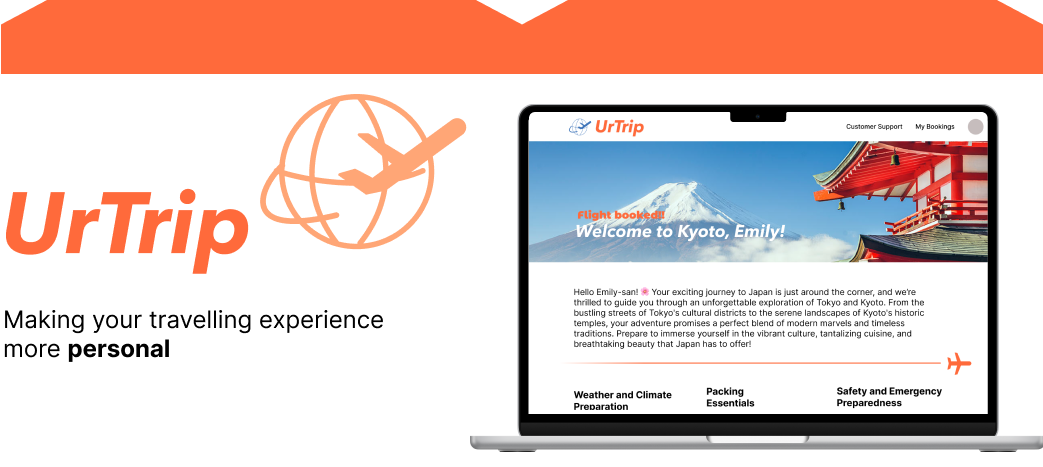 UrTrip
Making your travelling experience
more personal
UrTrip
Customer Support
My Bookings
Flight booked!!
Welcome to Kyoto, Emily!
Hello Emily-san! 🌸 Your exciting journey to Japan is just around the corner, and we're
thrilled to guide you through an unforgettable exploration of Tokyo and Kyoto. From the
bustling streets of Tokyo's cultural districts to the serene landscapes of Kyoto's historic
temples, your adventure promises a perfect blend of modern marvels and timeless
traditions. Prepare to immerse yourself in the vibrant culture, tantalizing cuisine, and
breathtaking beauty that Japan has to offer!
Weather and Climate
Preparation
Packing
Essentials
Safety and Emergency
Preparedness